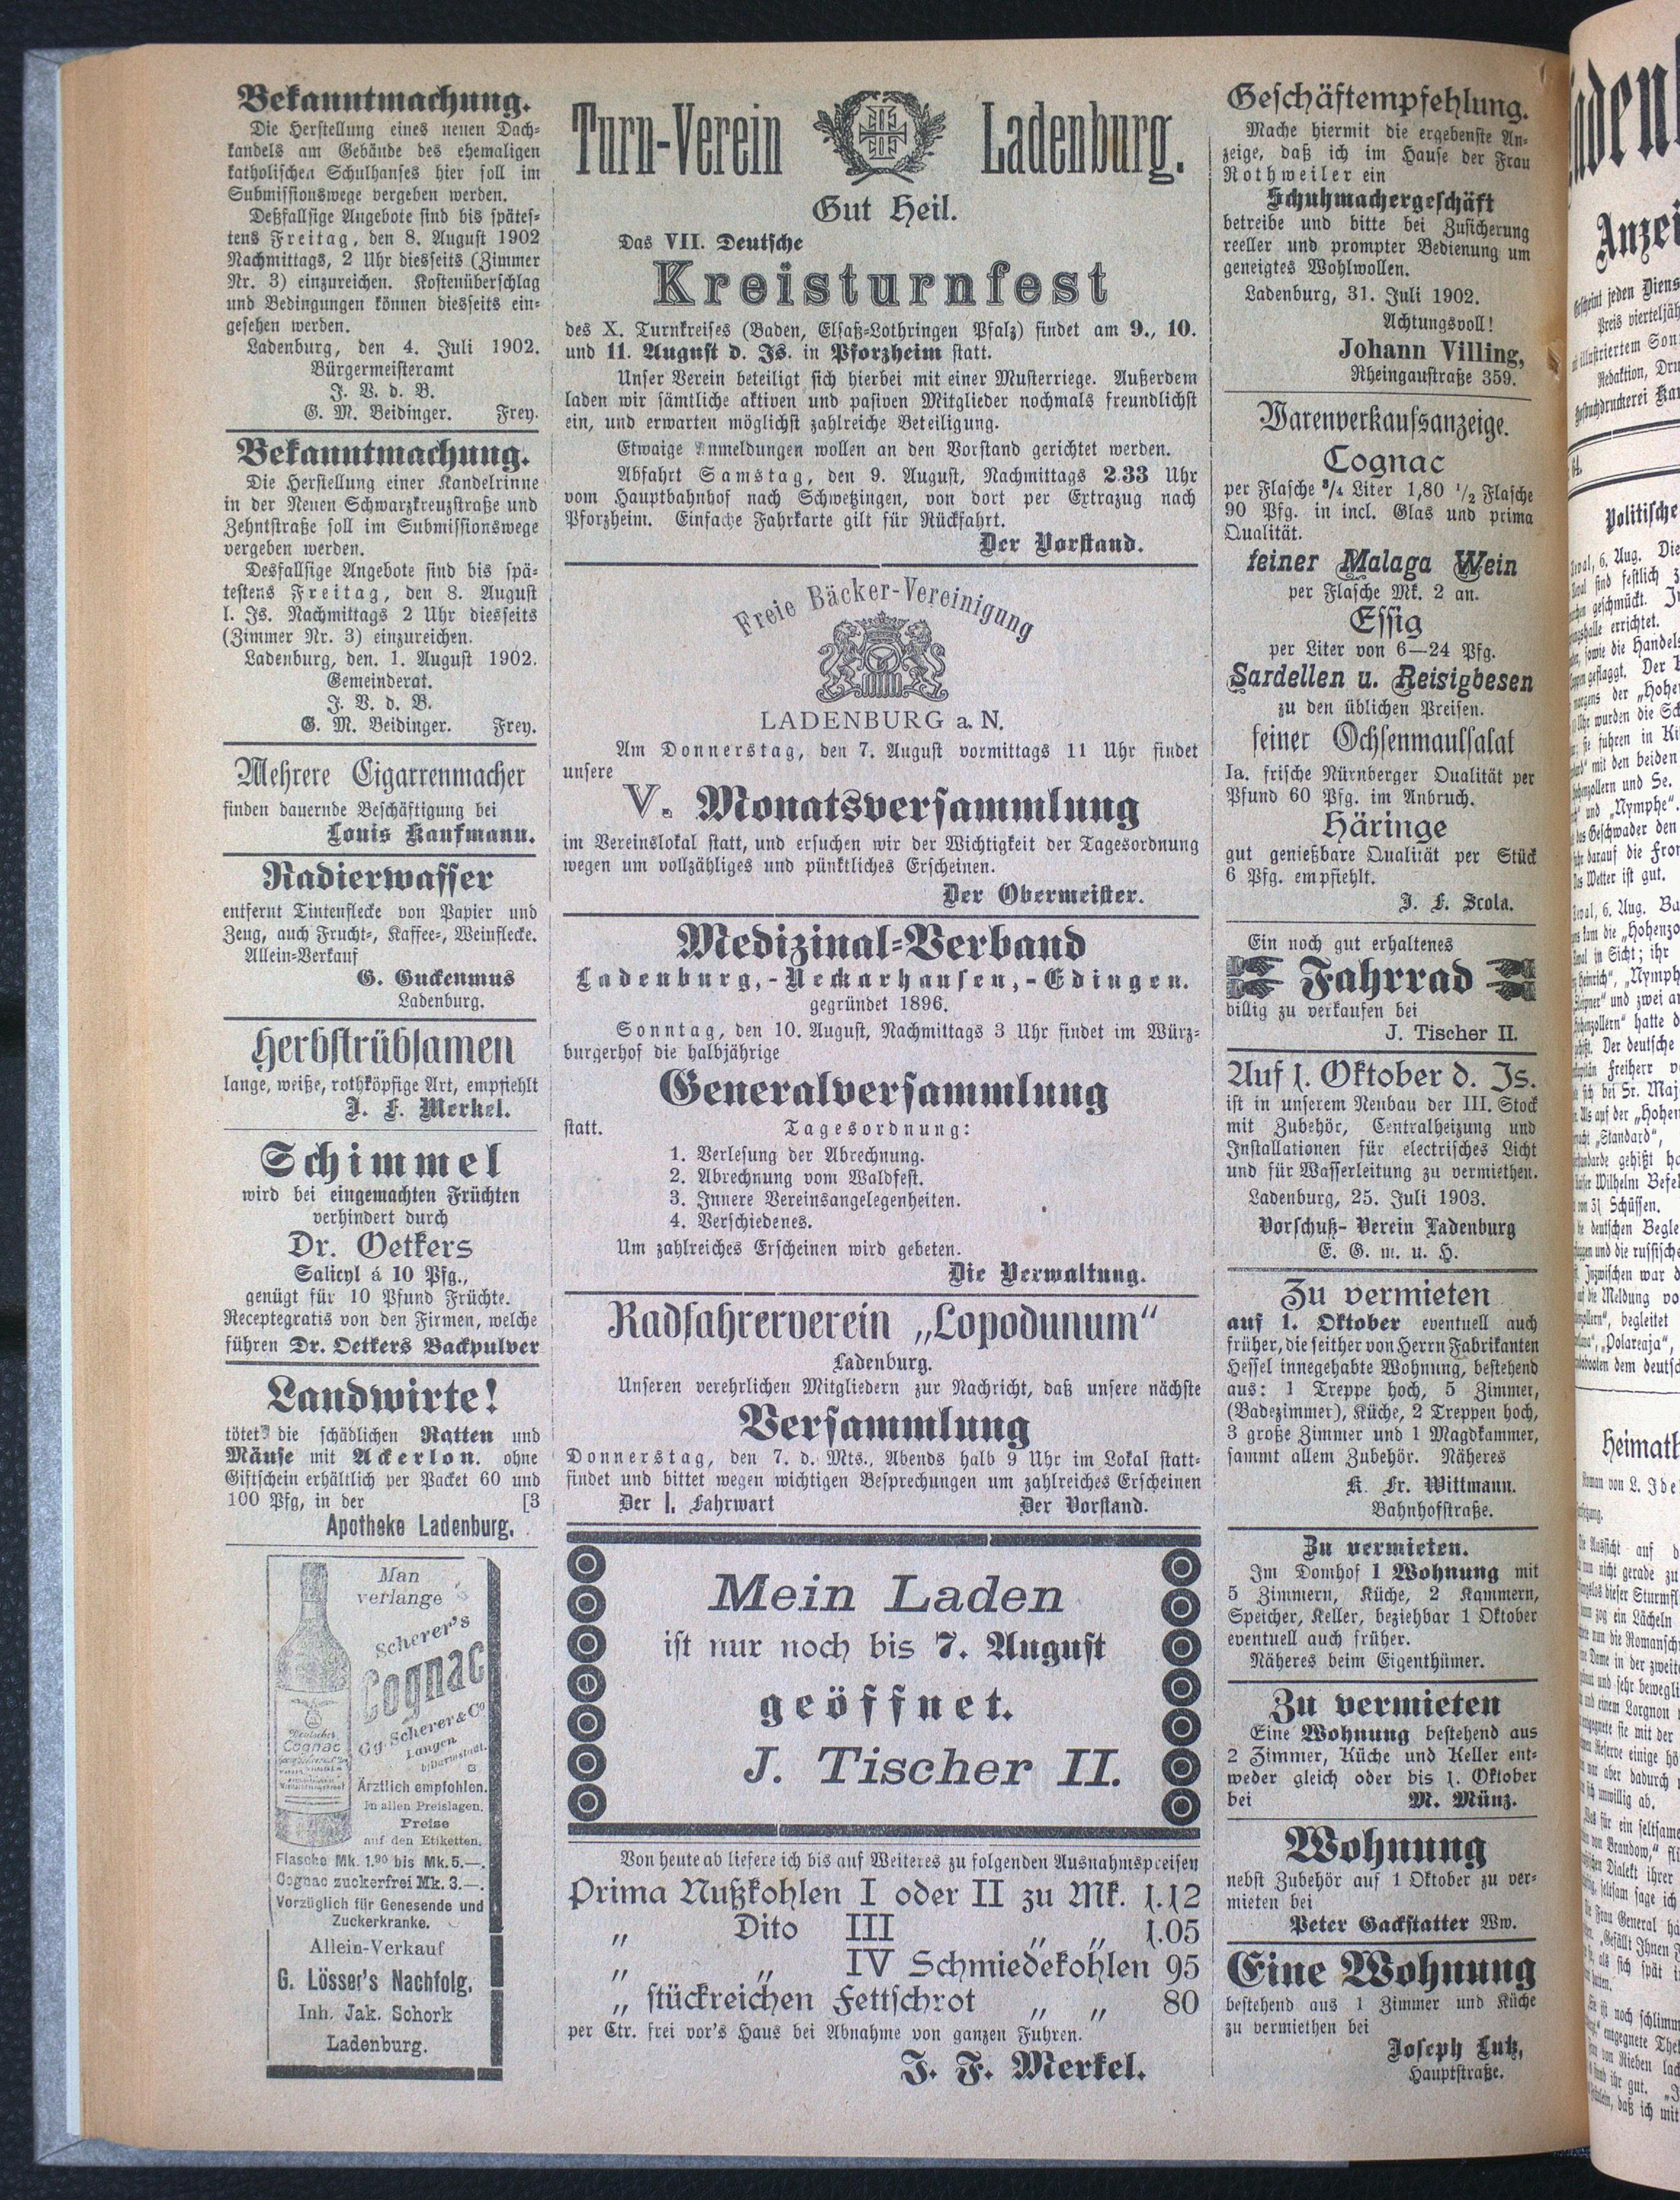 Bekanntmachung.
Die Herstellung eines neuen Dach-
kandels am Gebäude des ehemaligen
katholischen Schulhauses hier soll im
Submissionswege vergeben werden.
Deßfallsige Angebote sind bis spätes-
tens Freitag, den 8. August 1902
Nachmittags, 2 Uhr diesseits (Zimmer
Nr. 3) einzureichen. Kostenüberschlag
und Bedingungen können diesseits ein-
gesehen werden.
Ladenburg, den 4. Juli 1902.
Bürgermeisteramt
J. V. d. B.
G. M. Beidinger. Frey.
Bekanntmachung.
Die Herstellung einer Kandelrinne
in der Neuen Schwarzkreuzstraße und
Zehntstraße soll im Submissionswege
vergeben werden.
Desfallsige Angebote sind bis spä-
testens Freitag, den 8. August
l. Js. Nachmittags 2 Uhr diesseits
(Zimmer Nr. 3) einzureichen.
Ladenburg, den. 1. August 1902.
Gemeinderat.
J. V. d. B.
G. M. Beidinger. Frey.
Mehrere Cigarrenmacher
finden dauernde Beschäftigung bei
Louis Kaufmann.
Radierwasser
entfernt Tintenflecke von Papier und
Zeug, auch Frucht-, Kaffee-, Weinflecke.
Allein-Verkauf
G. Guckenmus
Ladenburg.
Herbstrübsamen
lange, weiße, rothköpfige Art, empfiehlt
J. F. Merkel.
Schimmel
wird bei eingemachten Früchten
verhindert durch
Dr. Oetkers
Salicyl á 10 Pfg.,
genügt für 10 Pfund Früchte.
Receptegratis von den Firmen, welche
führen Dr. Oetkers Backpulver
Landwirte!
tötet die schädlichen Ratten und
Mäuse mit Ackerlon. ohne
Giftschein erhältlich per Packet 60 und
100 Pfg, in der [3
Apotheke Ladenburg.
Man
verlange
Scherer's
Cognac
Gg. Scherer & Co
Langen
b/Darmstadt.
Deutscher
Cognac
Ärztlich empfohlen.
In allen Preislagen.
Preise
auf den Etiketten.
Flasche Mk. 1.90 bis Mk. 5.—.
Cognac zuckerfrei Mk. 3.—.
Vorzüglich für Genesende und
Zuckerkranke.
Allein-Verkauf
G. Lösser's Nachfolg,
Inh. Jak. Schork
Ladenburg.
Turn-Verein Ladenburg.
Gut Heil.
Das VII. Deutsche
Kreisturnfest
des X. Turnkreises (Baden, Elsaß-Lothringen Pfalz) findet am 9., 10.
und 11. August d. Js. in Pforzheim statt.
Unser Verein beteiligt sich hierbei mit einer Musterriege. Außerdem
laden wir sämtliche aktiven und pasiven Mitglieder nochmals freundlichst
ein, und erwarten möglichst zahlreiche Beteiligung.
Etwaige Anmeldungen wollen an den Vorstand gerichtet werden.
Abfahrt Samstag, den 9. August, Nachmittags 2.33 Uhr
vom Hauptbahnhof nach Schwetzingen, von dort per Extrazug nach
Pforzheim. Einfache Fahrkarte gilt für Rückfahrt.
Der Vorstand.
Freie Bäcker-Vereinigung
LADENBURG a. N.
Am Donnerstag, den 7. August vormittags 11 Uhr findet
unsere
V. Monatsversammlung
im Vereinslokal statt, und ersuchen wir der Wichtigkeit der Tagesordnung
wegen um vollzähliges und pünktliches Erscheinen.
Der Obermeister.
Medizinal-Verband
Ladenburg,-Neckarhausen,-Edingen.
gegründet 1896.
Sonntag, den 10. August, Nachmittags 3 Uhr findet im Würz-
burgerhof die halbjährige
Generalversammlung
statt. Tagesordnung:
1. Verlesung der Abrechnung.
2. Abrechnung vom Waldfest.
3. Innere Vereinsangelegenheiten.
4. Verschiedenes.
Um zahlreiches Erscheinen wird gebeten.
Die Verwaltung.
Radfahrerverein „Lopodunum“
Ladenburg.
Unseren verehrlichen Mitgliedern zur Nachricht, daß unsere nächste
Versammlung
Donnerstag, den 7. d. Mts., Abends halb 9 Uhr im Lokal statt-
findet und bittet wegen wichtigen Besprechungen um zahlreiches Erscheinen
Der 1. Fahrwart Der Vorstand.
Mein Laden
ist nur noch bis 7. August
geöffnet.
J. Tischer II.
Von heute ab liefere ich bis auf Weiteres zu folgenden Ausnahmspreisen
Prima Nußkohlen I oder II zu Mk. 1.12
„ Dito III „ „ 1.05
„ „ IV Schmiedekohlen 95
„ stückreichen Fettschrot „ „ 80
per Ctr. frei vor's Haus bei Abnahme von ganzen Fuhren.
J. F. Merkel.
Geschäftempfehlung.
Mache hiermit die ergebenste An-
zeige, daß ich im Hause der Frau
Rothweiler ein
Schuhmachergeschäft
betreibe und bitte bei Zusicherung
reeller und prompter Bedienung um
geneigtes Wohlwollen.
Ladenburg, 31. Juli 1902.
Achtungsvoll!
Johann Villing,
Rheingaustraße 359.
Warenverkaufsanzeige.
Cognac
per Flasche 3/4 Liter 1,80 1/2 Flasche
90 Pfg. in incl. Glas und prima
Qualität.
feiner Malaga Wein
per Flasche Mk. 2 an.
Essig
per Liter von 6—24 Pfg.
Sardellen u. Reisigbesen
zu den üblichen Preisen.
feiner Ochsenmaulsalat
Ia. frische Nürnberger Qualität per
Pfund 60 Pfg. im Anbruch.
Häringe
gut genießbare Qualität per Stück
6 Pfg. empfiehlt.
J. F. Scola.
Ein noch gut erhaltenes
Fahrrad
billig zu verkaufen bei
J. Tischer II.
Auf 1. Oktober d. Js.
ist in unserem Neubau der III. Stock
mit Zubehör, Centralheizung und
Installationen für electrisches Licht
und für Wasserleitung zu vermiethen.
Ladenburg, 25. Juli 1903.
Vorschuß- Verein Ladenburg
E. G. m. u. H.
Zu vermieten
auf 1. Oktober eventuell auch
früher, die seither von Herrn Fabrikanten
Hessel innegehabte Wohnung, bestehend
aus: 1 Treppe hoch, 5 Zimmer,
(Badezimmer), Küche, 2 Treppen hoch,
3 große Zimmer und 1 Magdkammer,
sammt allem Zubehör. Näheres
K. Fr. Wittmann.
Bahnhofstraße.
Zu vermieten.
Im Domhof 1 Wohnung mit
5 Zimmern, Küche, 2 Kammern,
Speicher, Keller, beziehbar 1 Oktober
eventuell auch früher.
Näheres beim Eigenthümer.
Zu vermieten
Eine Wohnung bestehend aus
2 Zimmer, Küche und Keller ent-
weder gleich oder bis 1. Oktober
bei M. Münz.
Wohnung
nebst Zubehör auf 1 Oktober zu ver-
mieten bei
Peter Gackstatter Ww.
Eine Wohnung
bestehend aus 1 Zimmer und Küche
zu vermiethen bei
Joseph Lutz,
Hauptstraße.